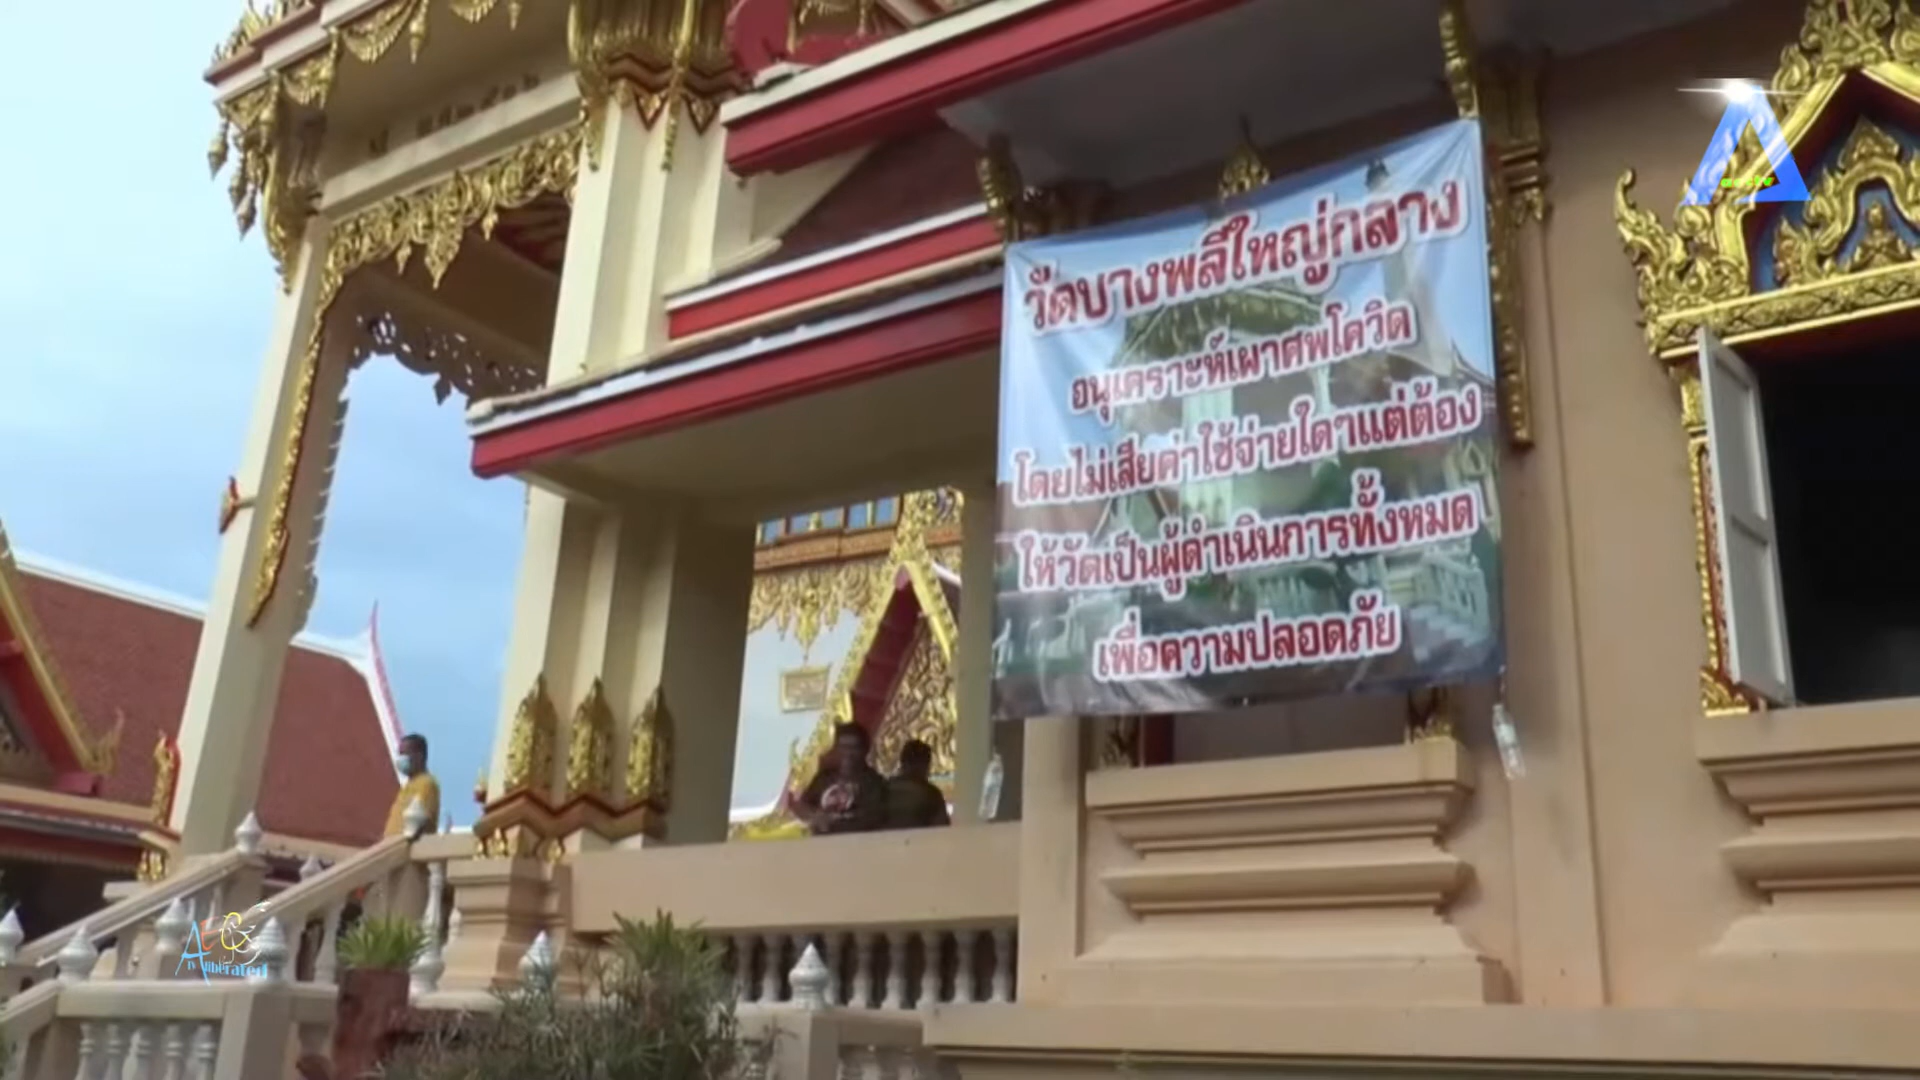 วัดบางพลีใหญ่กลาง
อนุเคราะห์เผาศพโควิด
โดยไม่เสียค่าใช้จ่ายใดๆแต่ต้อง
ให้วัดเป็นผู้ดำเนินการทั้งหมด
เพื่อความปลอดภัย